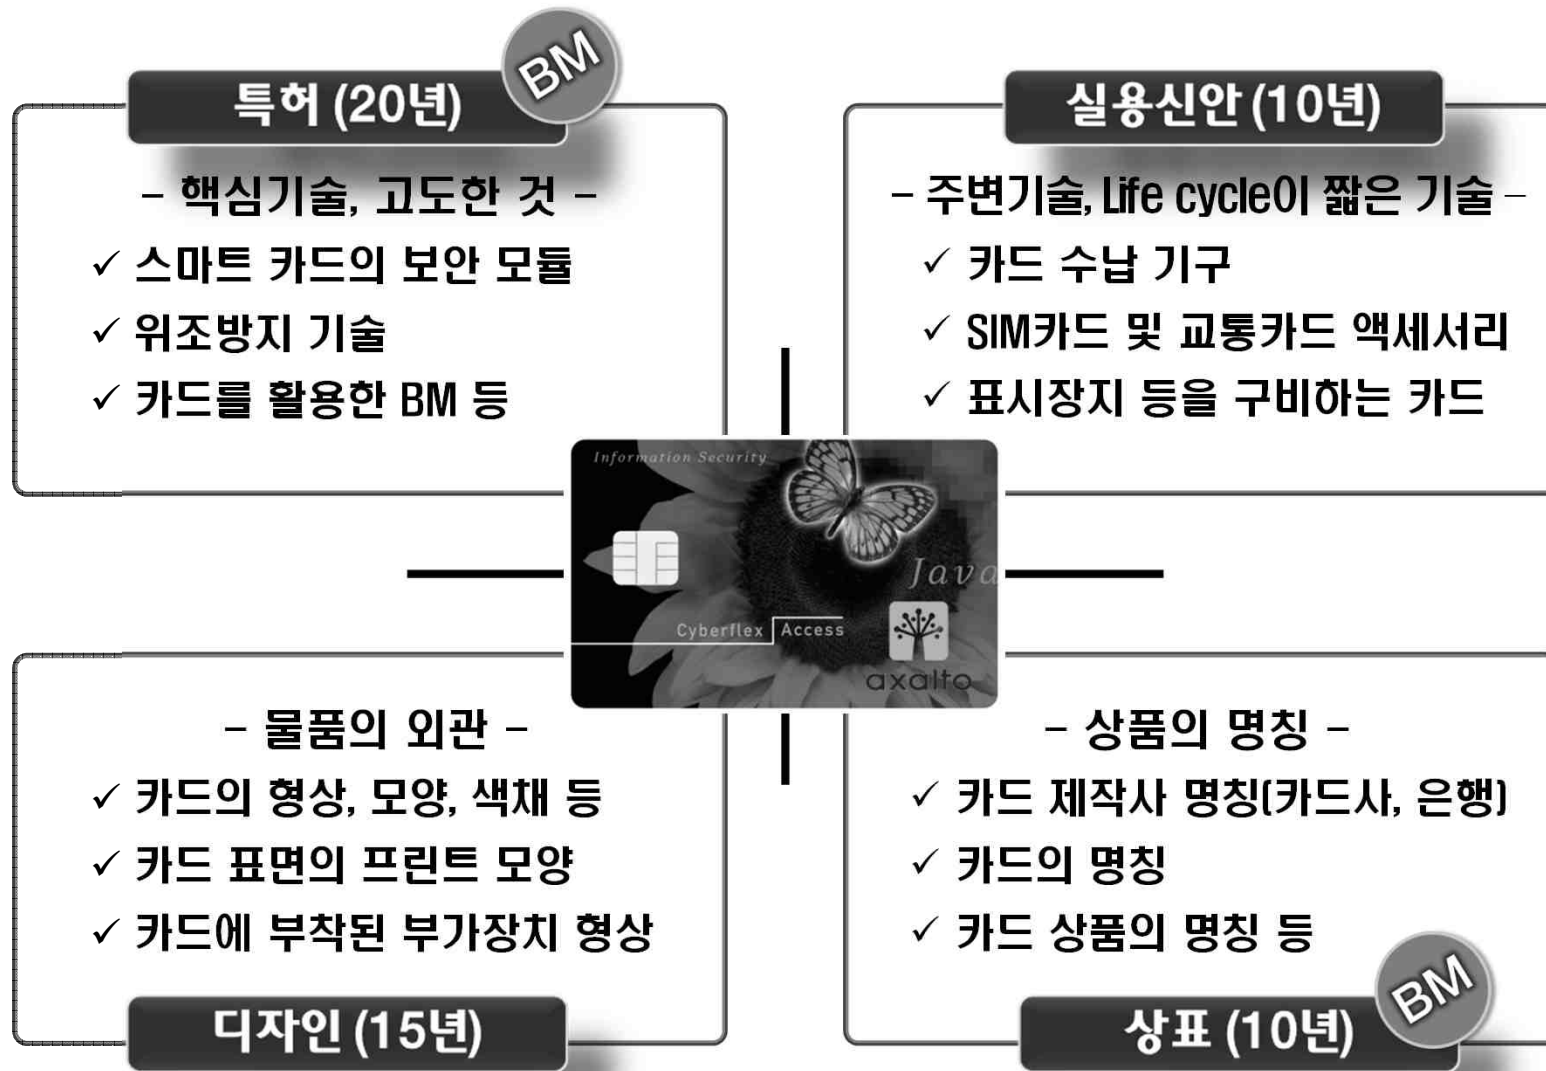 특허 (20년)
BM
– 핵심기술, 고도한 것 –
✓ 스마트 카드의 보안 모듈
✓ 위조방지 기술
✓ 카드를 활용한 BM 등
실용신안 (10년)
– 주변기술, Life cycle이 짧은 기술 –
✓ 카드 수납 기구
✓ SIM카드 및 교통카드 액세서리
✓ 표시장지 등을 구비하는 카드
Information Security
Java
Cyberflex Access
axalto
– 물품의 외관 –
✓ 카드의 형상, 모양, 색채 등
✓ 카드 표면의 프린트 모양
✓ 카드에 부착된 부가장치 형상
디자인 (15년)
– 상품의 명칭 –
✓ 카드 제작사 명칭(카드사, 은행)
✓ 카드의 명칭
✓ 카드 상품의 명칭 등
BM
상표 (10년)